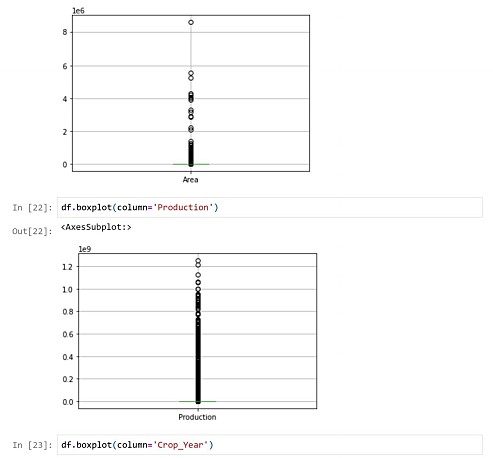 1e6
8
6
4
2
0
Area
In [22]: df.boxplot(column='Production')
Out[22]: <AxesSubplot:>
1e9
1.2
1.0
0.8
0.6
0.4
0.2
0.0
Production
In [23]: df.boxplot(column='Crop_Year')